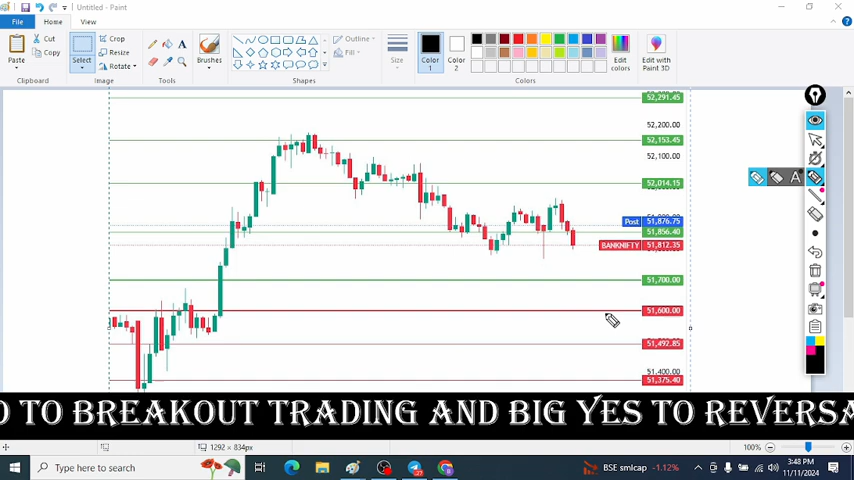 Untitled - Paint
File
Home
View
Paste
Cut
Copy
Clipboard
Select
Crop
Resize
Rotate
Image
A
Tools
Brushes
Outline
Fill
Shapes
Size
Color 1
Color 2
Colors
Edit colors
Edit with Paint 3D
52,291.45
52,200.00
52,153.45
52,100.00
52,014.15
Post 51,876.75
51,856.40
BANKNIFTY 51,812.35
51,700.00
51,600.00
51,492.85
51,400.00
51,375.40
A
O TO BREAKOUT TRADING AND BIG YES TO REVERSA
1292 × 834px
100%
Type here to search
BSE smlcap -1.12%
3:48 PM
11/11/2024